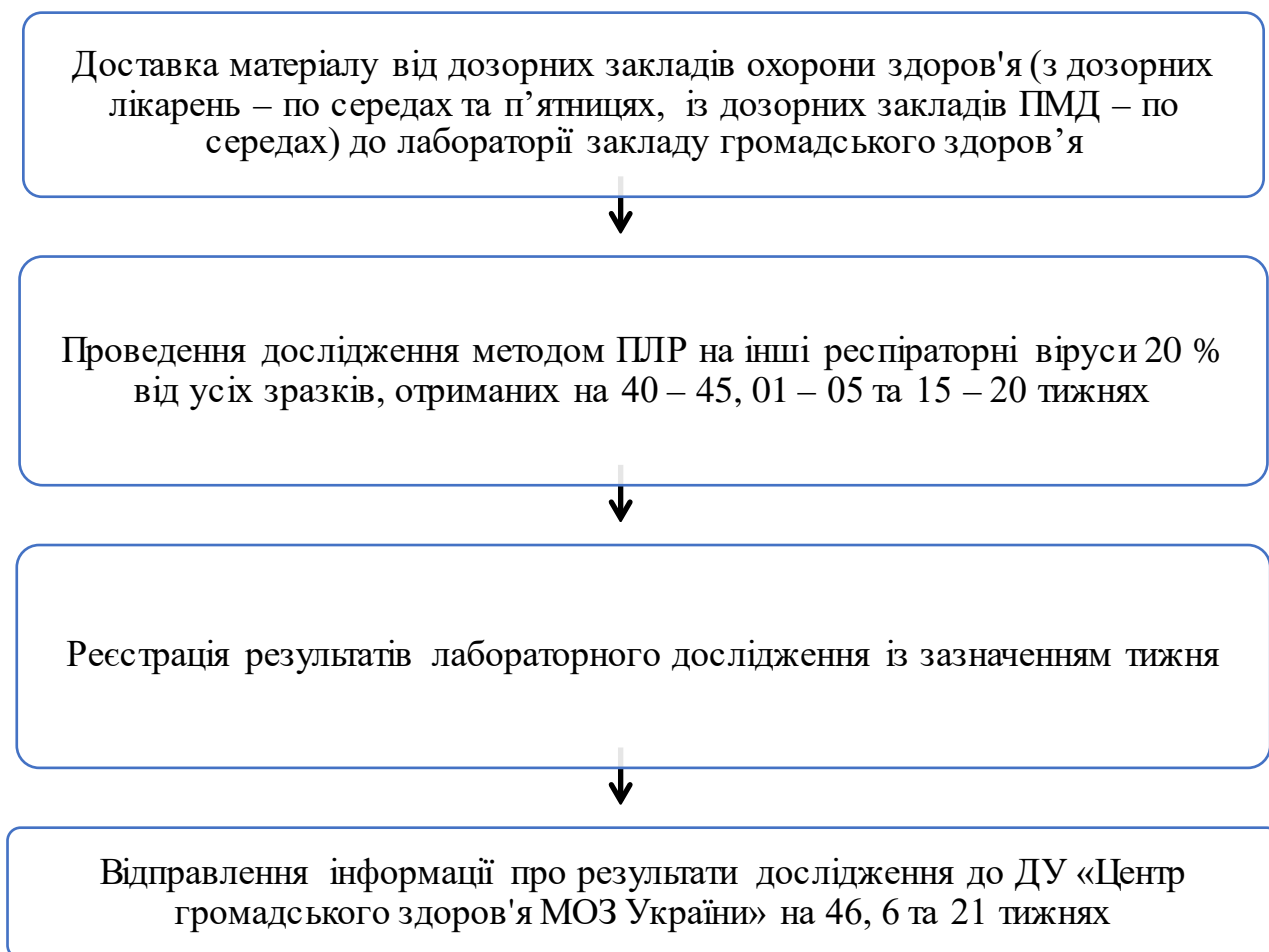 Доставка матеріалу від дозорних закладів охорони здоров'я (з дозорних
лікарень – по середах та п’ятницях, із дозорних закладів ПМД – по
середах) до лабораторії закладу громадського здоров’я
Проведення дослідження методом ПЛР на інші респіраторні віруси 20 %
від усіх зразків, отриманих на 40 – 45, 01 – 05 та 15 – 20 тижнях
Реєстрація результатів лабораторного дослідження із зазначенням тижня
Відправлення інформації про результати дослідження до ДУ «Центр
громадського здоров'я МОЗ України» на 46, 6 та 21 тижнях